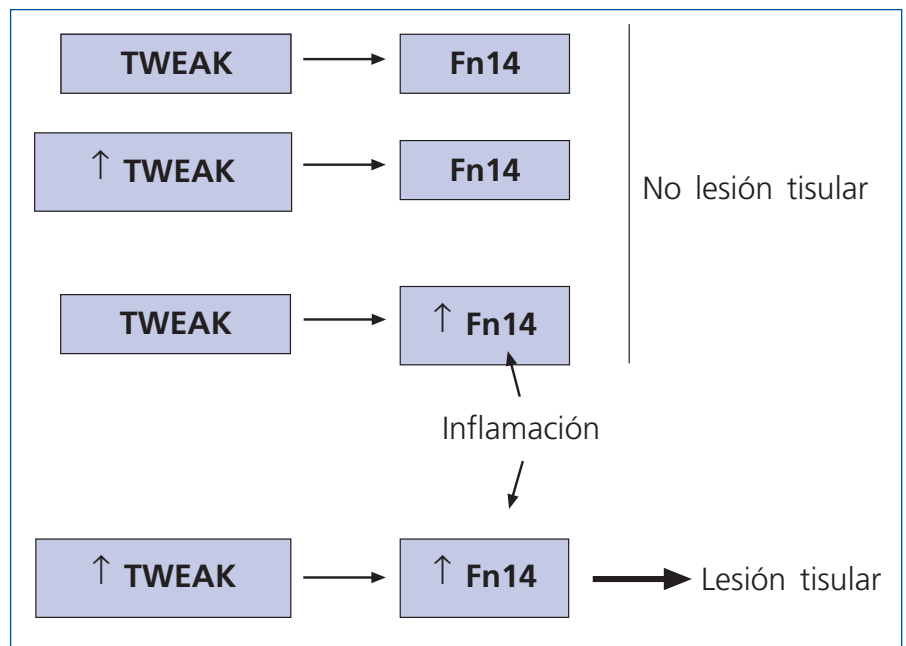 TWEAK Fn14
↑ TWEAK Fn14
No lesión tisular
TWEAK ↑ Fn14
Inflamación
↑ TWEAK ↑ Fn14 Lesión tisular